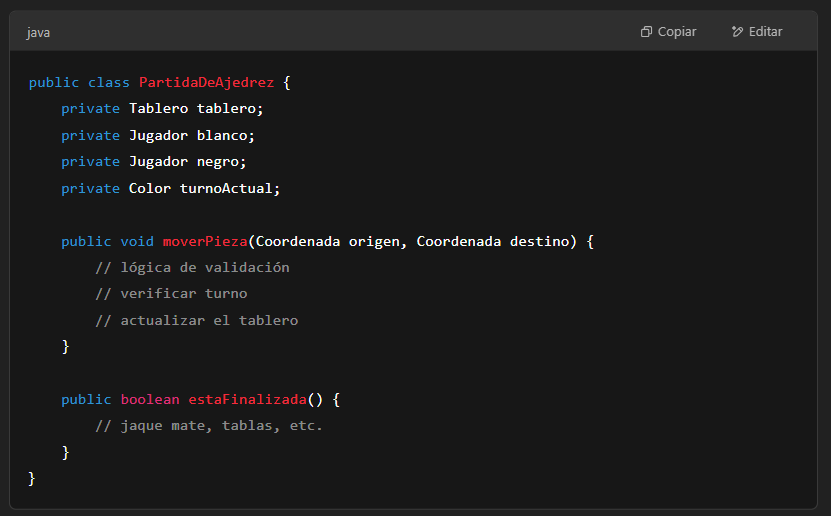 java
Copiar
Editar
public class PartidaDeAjedrez {
    private Tablero tablero;
    private Jugador blanco;
    private Jugador negro;
    private Color turnoActual;
    public void moverPieza(Coordenada origen, Coordenada destino) {
        // lógica de validación
        // verificar turno
        // actualizar el tablero
    }
    public boolean estaFinalizada() {
        // jaque mate, tablas, etc.
    }
}